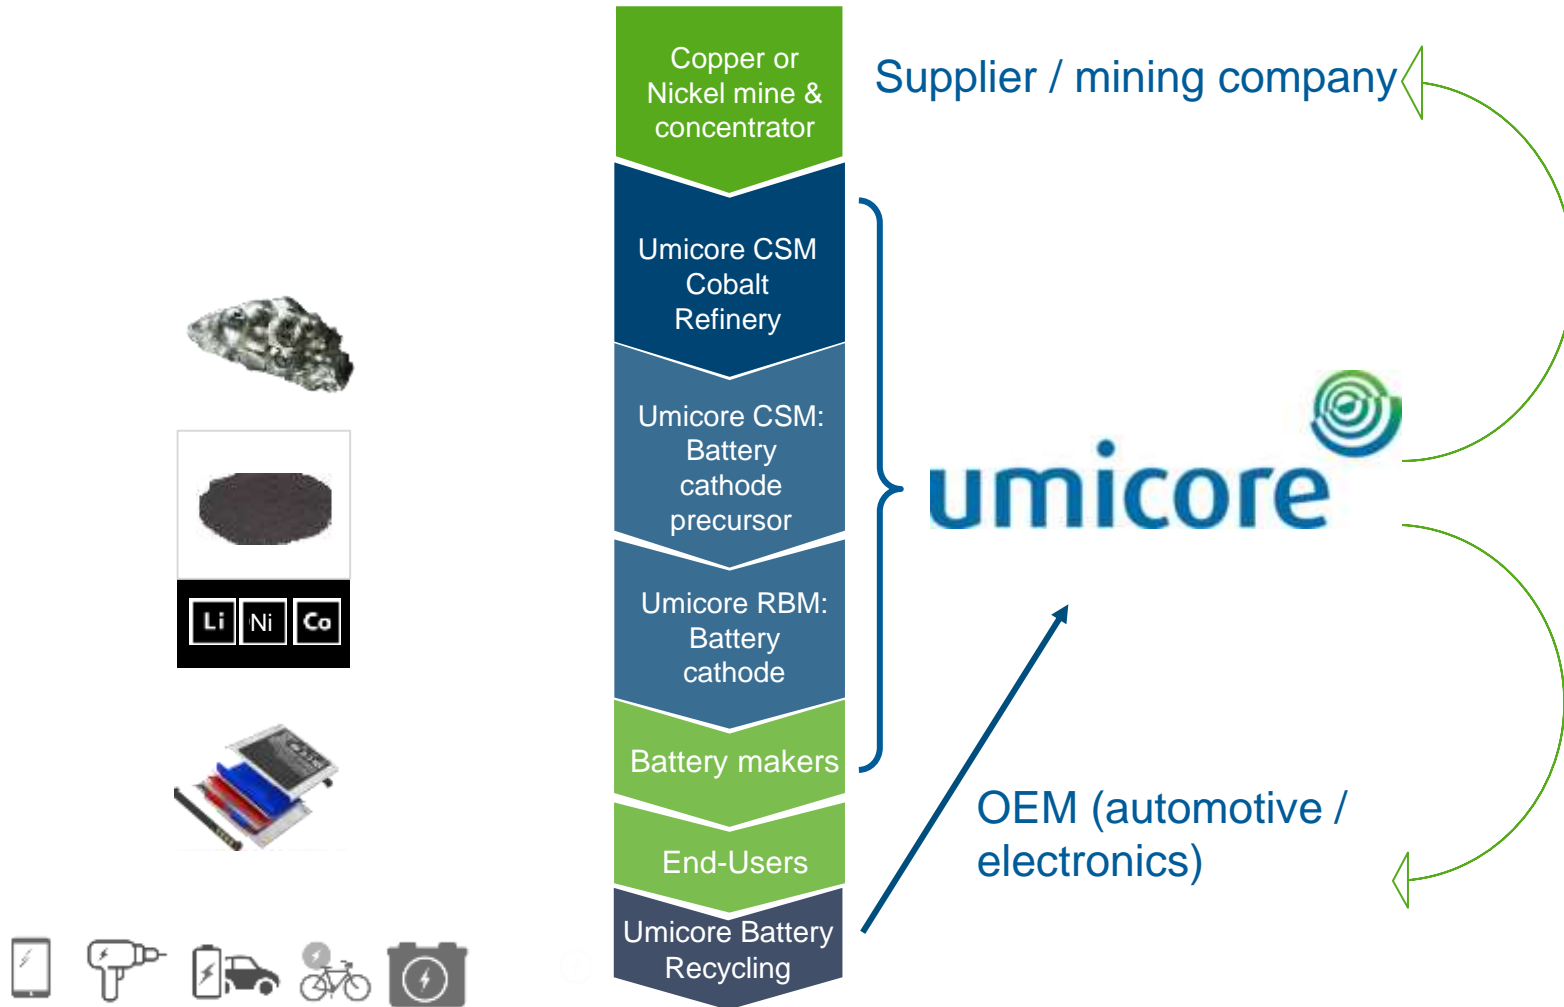 Copper or
Nickel mine &
concentrator
Supplier / mining company
Umicore CSM
Cobalt
Refinery
Umicore CSM:
Battery
cathode
precursor
umicore
Li Ni Co
Umicore RBM:
Battery
cathode
Battery makers
OEM (automotive /
electronics)
End-Users
Umicore Battery
Recycling